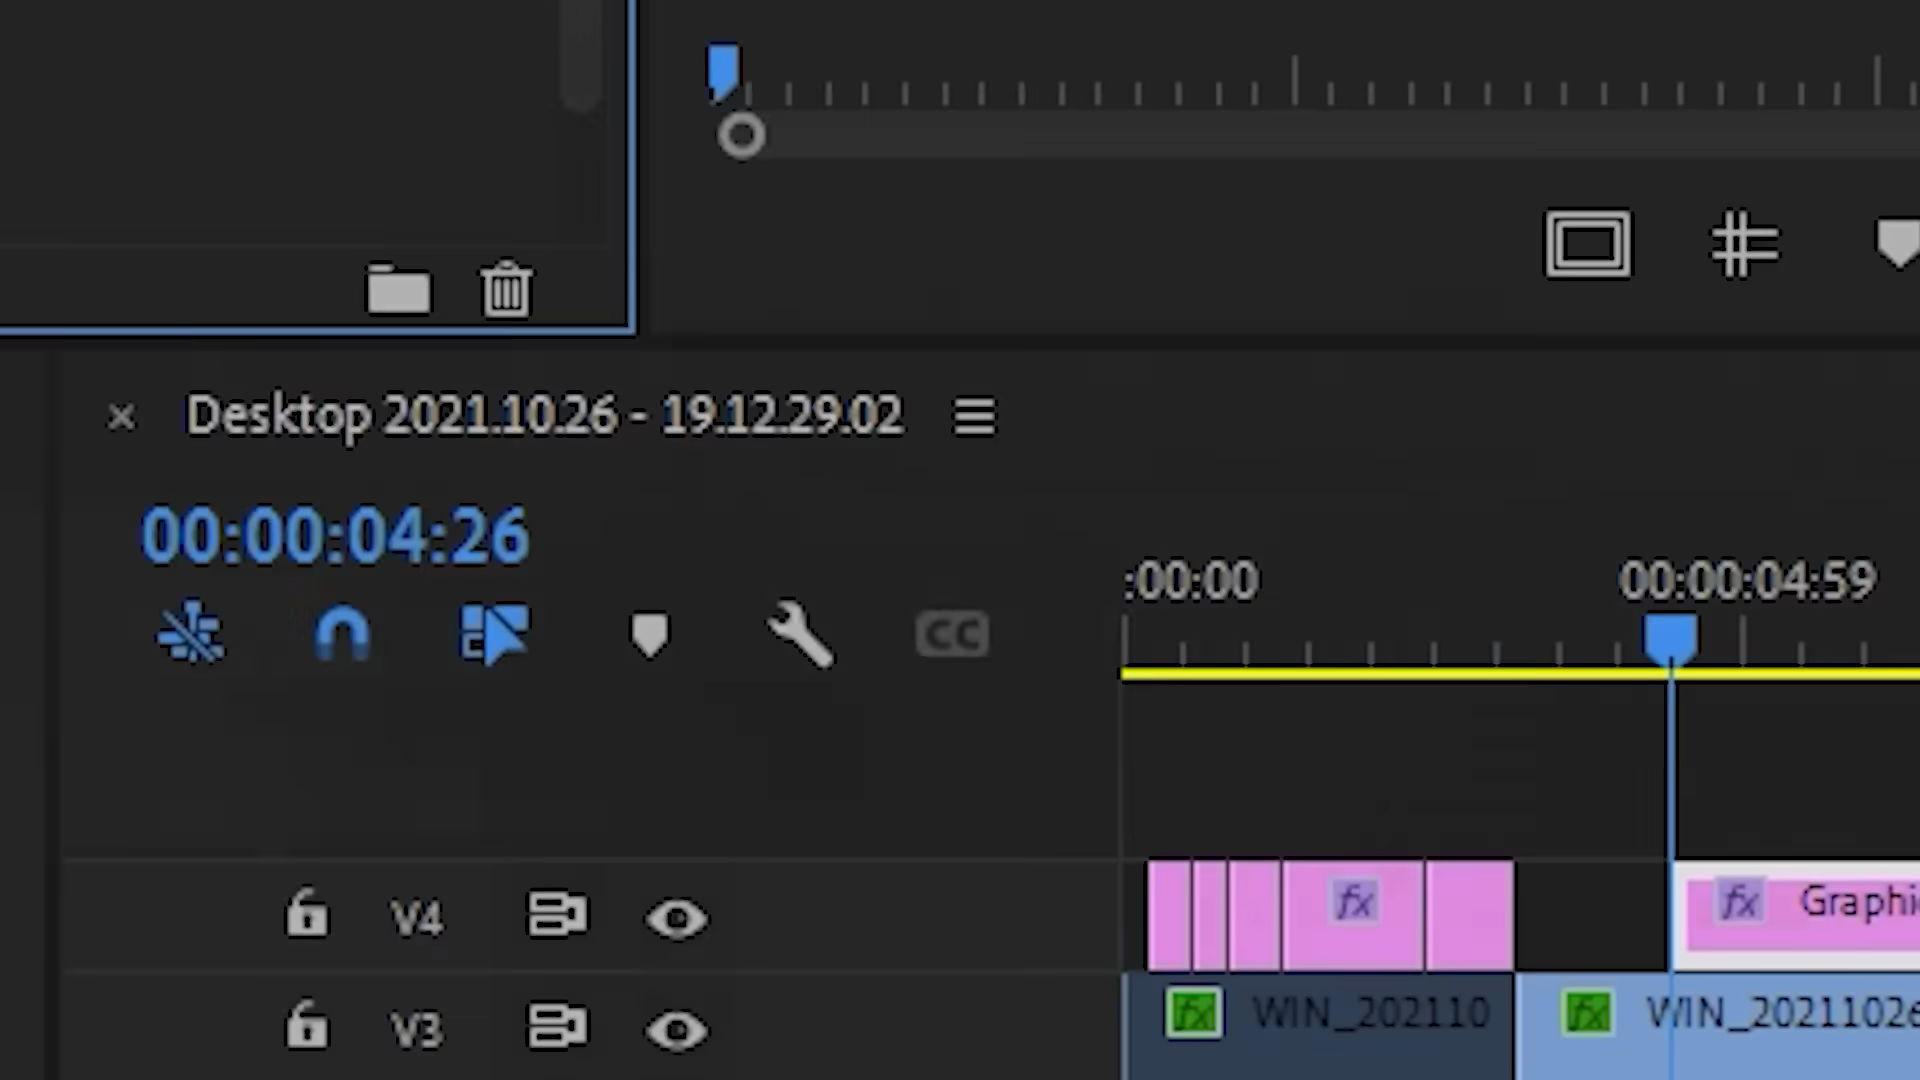 Desktop 2021.10.26 - 19.12.29.02
00:00:04:26
:00:00
00:00:04:59
CC
V4
fx
fx Graphi
V3
fx WIN_202110
fx WIN_2021102